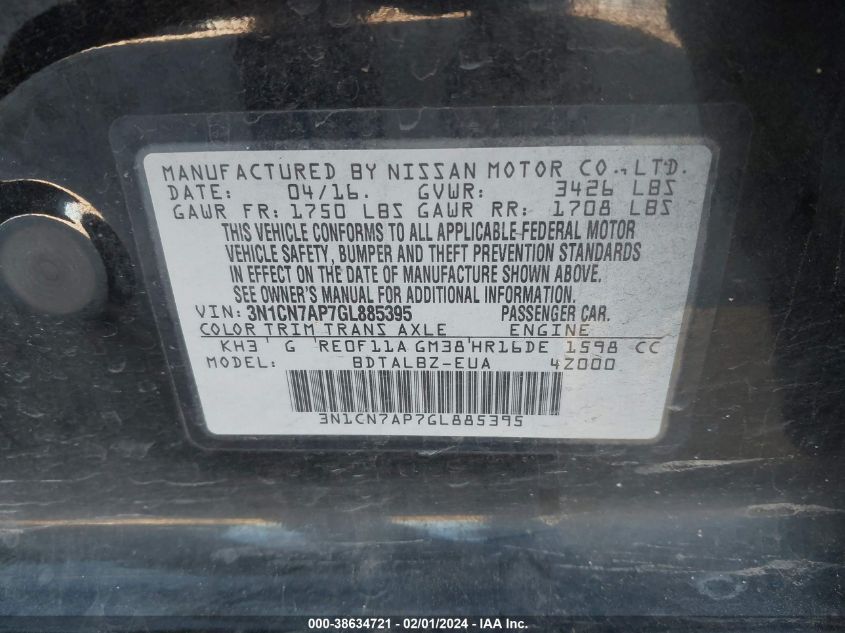 MANUFACTURED BY NISSAN MOTOR CO., LTD.
DATE: 04/16. GVWR: 3426 LBS
GAWR FR: 1750 LBS GAWR RR: 1708 LBS
THIS VEHICLE CONFORMS TO ALL APPLICABLE FEDERAL MOTOR
VEHICLE SAFETY, BUMPER AND THEFT PREVENTION STANDARDS
IN EFFECT ON THE DATE OF MANUFACTURE SHOWN ABOVE.
SEE OWNER'S MANUAL FOR ADDITIONAL INFORMATION.
VIN: 3N1CN7AP7GL885395 PASSENGER CAR.
COLOR TRIM TRANS AXLE ENGINE
KH3 G RE0F11A GM38 HR16DE 1598 CC
MODEL: BDTALBZ-EUA 4Z000
3N1CN7AP7GL885395
000-38634721 - 02/01/2024 - IAA Inc.